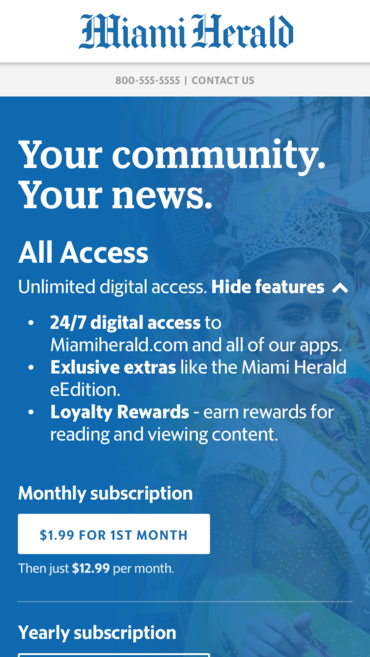 Miami Herald
800-555-5555 | CONTACT US
Your community.
Your news.
All Access
Unlimited digital access. Hide features
• 24/7 digital access to
Miamiherald.com and all of our apps.
• Exlusive extras like the Miami Herald
eEdition.
• Loyalty Rewards - earn rewards for
reading and viewing content.
Monthly subscription
$1.99 FOR 1ST MONTH
Then just $12.99 per month.
Yearly subscription